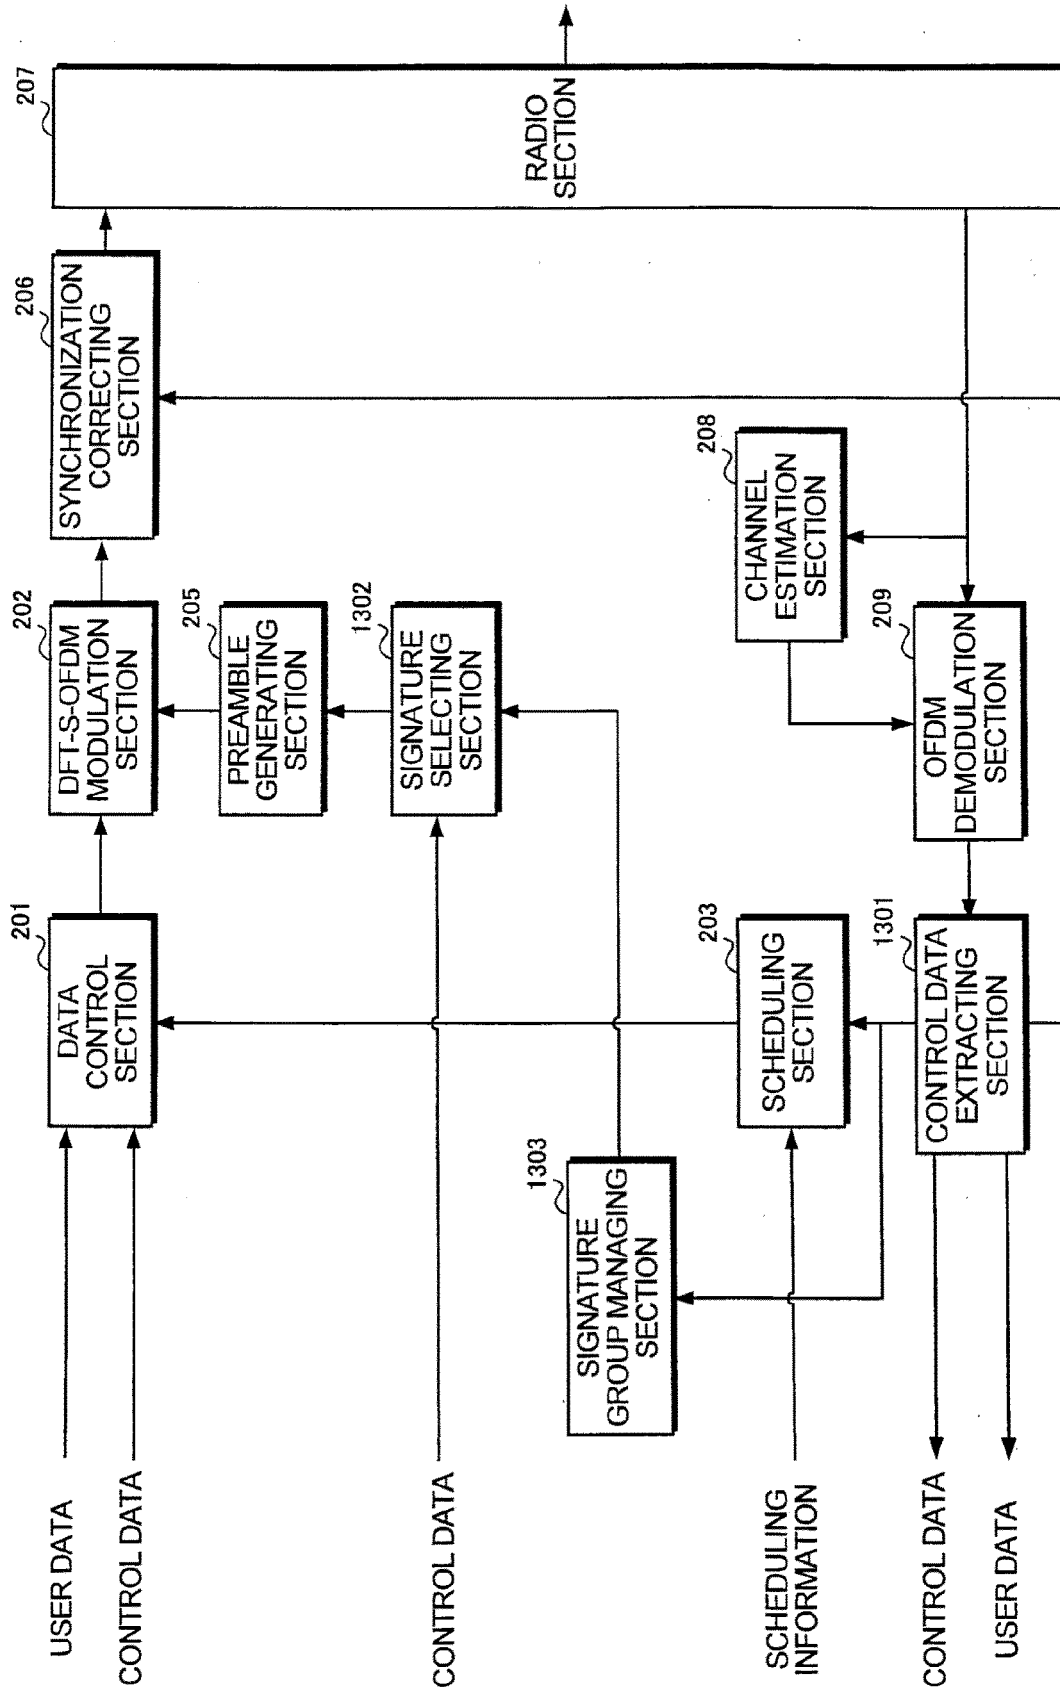 USER DATA
CONTROL DATA
201
DATA
CONTROL
SECTION
202
DFT-S-OFDM
MODULATION
SECTION
206
SYNCHRONIZATION
CORRECTING
SECTION
207
RADIO
SECTION
205
PREAMBLE
GENERATING
SECTION
CONTROL DATA
1302
SIGNATURE
SELECTING
SECTION
1303
SIGNATURE
GROUP MANAGING
SECTION
SCHEDULING
INFORMATION
203
SCHEDULING
SECTION
208
CHANNEL
ESTIMATION
SECTION
CONTROL DATA
USER DATA
1301
CONTROL DATA
EXTRACTING
SECTION
209
OFDM
DEMODULATION
SECTION